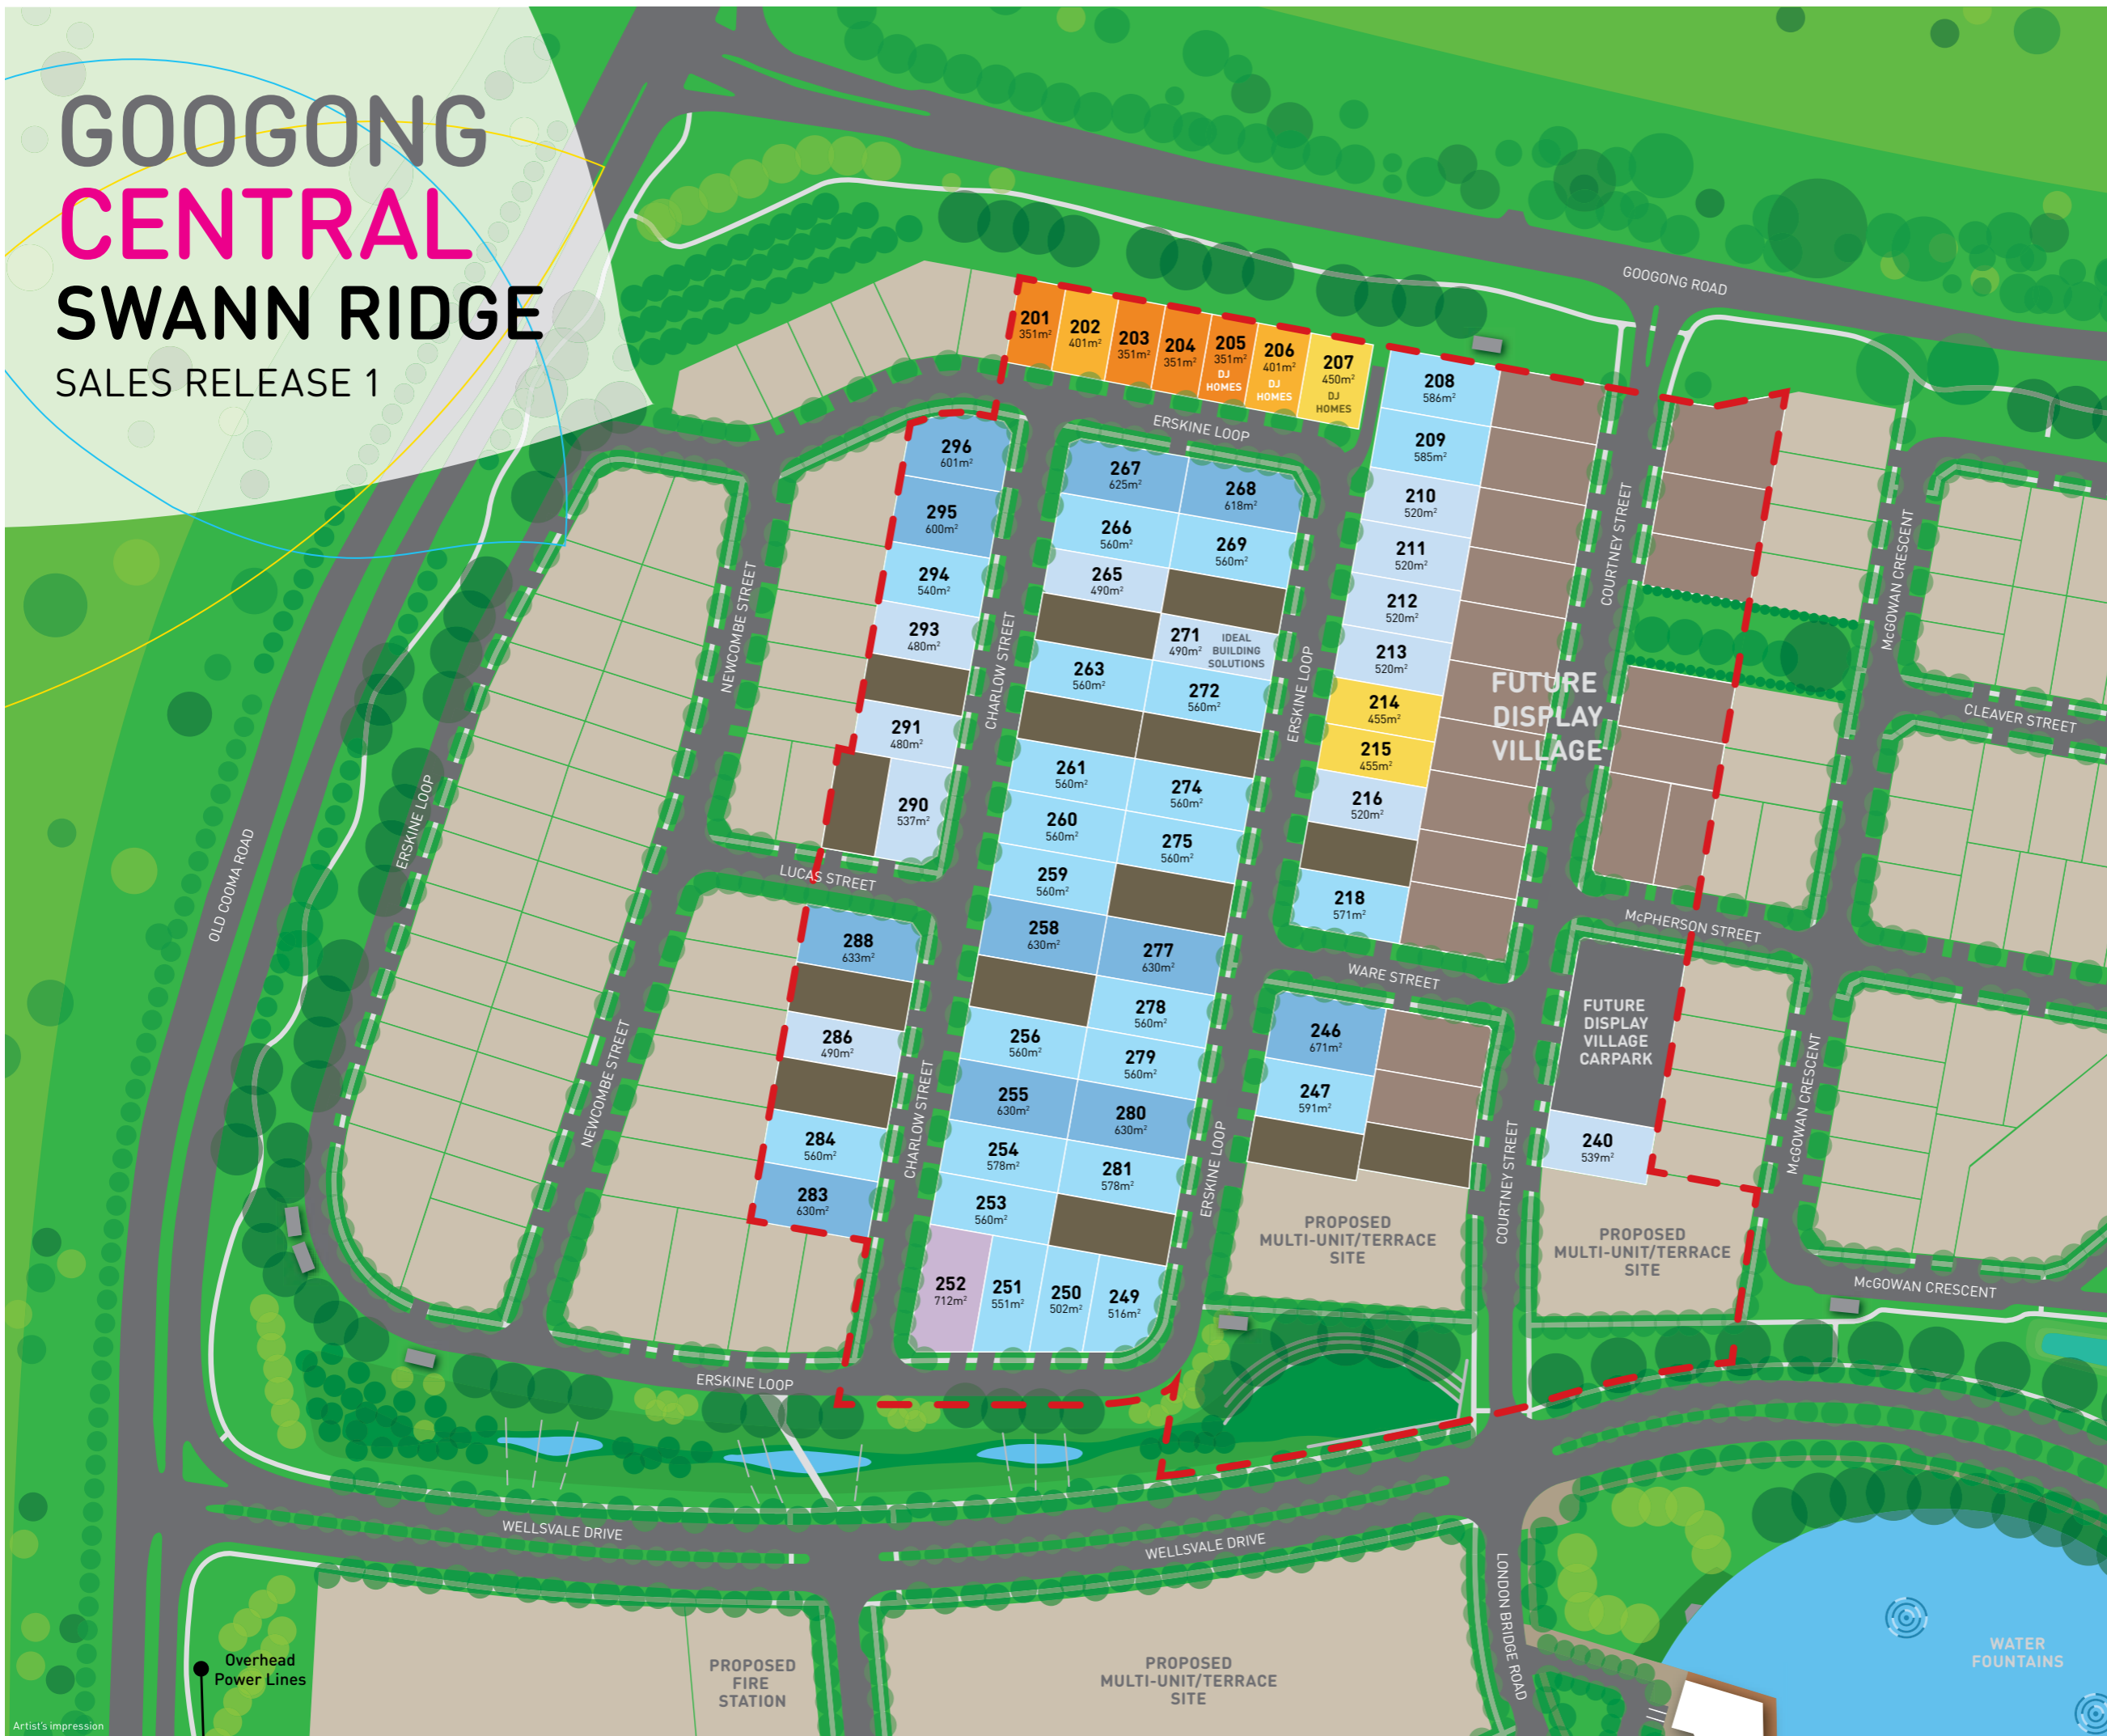 GOOGONG
CENTRAL
SWANN RIDGE
SALES RELEASE 1
GOOGONG ROAD
201
351m²
202
401m²
203
351m²
204
351m²
205
351m²
DJ
HOMES
206
401m²
DJ
HOMES
207
450m²
DJ
HOMES
208
586m²
209
585m²
210
520m²
211
520m²
212
520m²
213
520m²
214
455m²
215
455m²
216
520m²
218
571m²
ERSKINE LOOP
296
601m²
295
600m²
294
540m²
293
480m²
291
480m²
290
537m²
267
625m²
268
618m²
266
560m²
269
560m²
265
490m²
271
490m²
IDEAL
BUILDING
SOLUTIONS
263
560m²
272
560m²
261
560m²
274
560m²
260
560m²
275
560m²
259
560m²
258
630m²
277
630m²
278
560m²
256
560m²
279
560m²
255
630m²
280
630m²
254
578m²
281
578m²
253
560m²
252
712m²
251
551m²
250
502m²
249
516m²
288
633m²
286
490m²
284
560m²
283
630m²
246
671m²
247
591m²
240
539m²
FUTURE
DISPLAY
VILLAGE
FUTURE
DISPLAY
VILLAGE
CARPARK
COURTNEY STREET
McGOWAN CRESCENT
CLEAVER STREET
McPHERSON STREET
WARE STREET
NEWCOMBE STREET
CHARLOW STREET
ERSKINE LOOP
ERSKINE LOOP
OLD COOMA ROAD
LUCAS STREET
NEWCOMBE STREET
CHARLOW STREET
ERSKINE LOOP
COURTNEY STREET
McGOWAN CRESCENT
McGOWAN CRESCENT
PROPOSED
MULTI-UNIT/TERRACE
SITE
PROPOSED
MULTI-UNIT/TERRACE
SITE
ERSKINE LOOP
WELLSVALE DRIVE
WELLSVALE DRIVE
LONDON BRIDGE ROAD
WATER
FOUNTAINS
Overhead
Power Lines
PROPOSED
FIRE
STATION
PROPOSED
MULTI-UNIT/TERRACE
SITE
Artist's impression